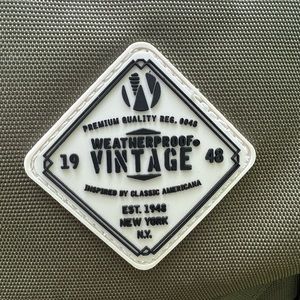 W
PREMIUM QUALITY REG. 0048
WEATHERPROOF®
VINTAGE
19 48
INSPIRED BY CLASSIC AMERICANA
EST. 1948
NEW YORK
N.Y.